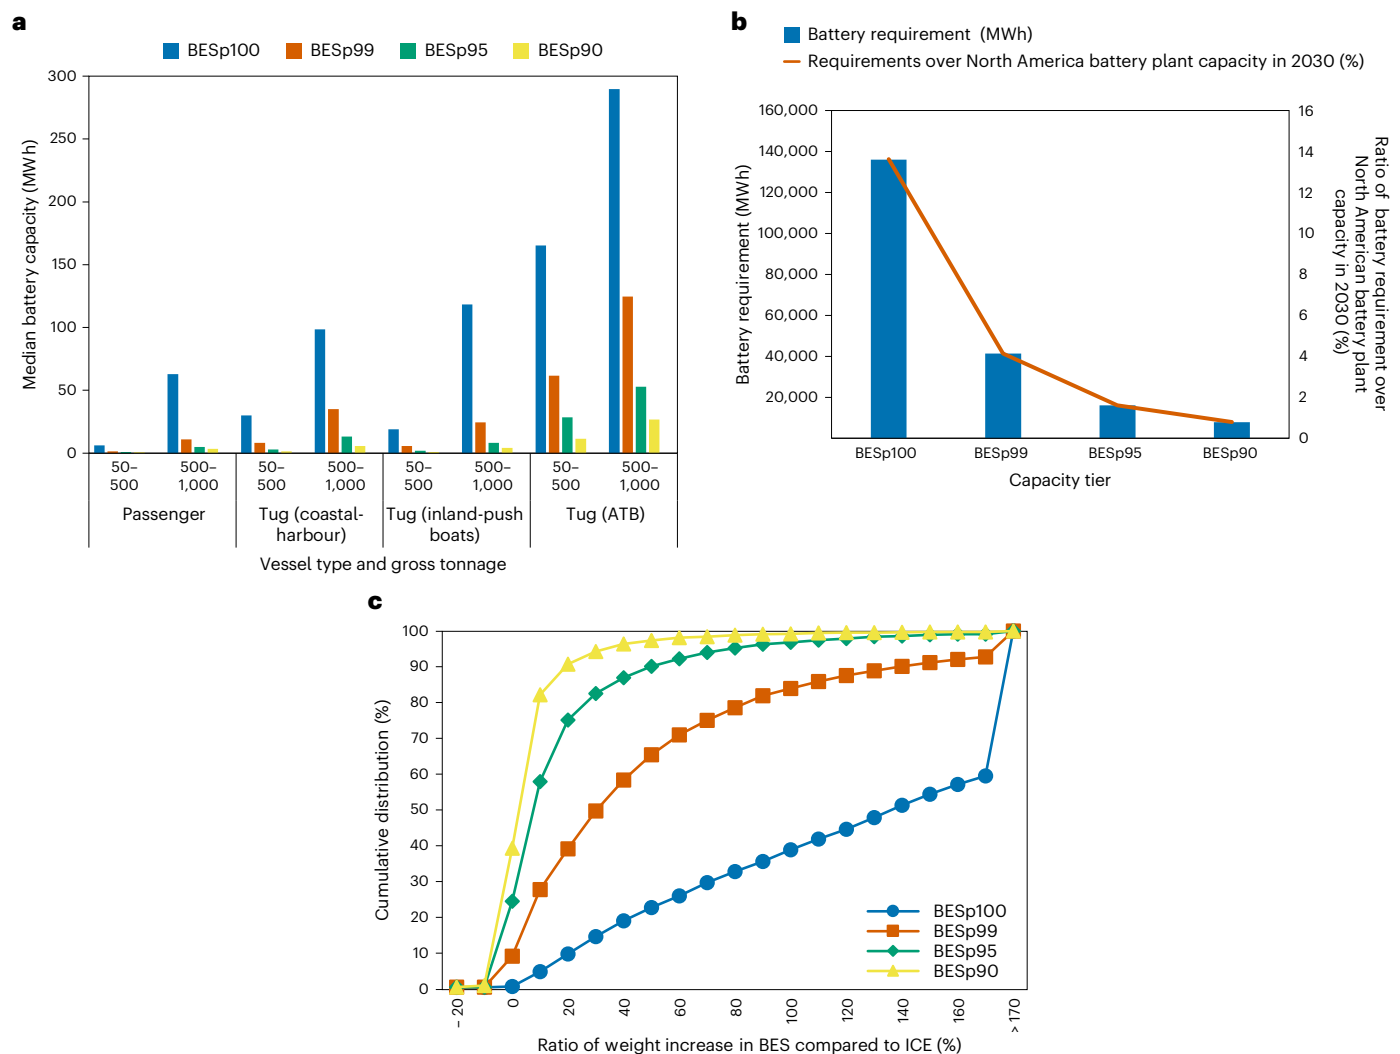 a
BESp100 BESp99 BESp95 BESp90
Median battery capacity (MWh)
300
250
200
150
100
50
0
50–500 500–1,000 50–500 500–1,000 50–500 500–1,000 50–500 500–1,000
Passenger
Tug (coastal-
harbour)
Tug (inland-push
boats)
Tug (ATB)
Vessel type and gross tonnage
b
Battery requirement (MWh)
Requirements over North America battery plant capacity in 2030 (%)
Battery requirement (MWh)
160,000
140,000
120,000
100,000
80,000
60,000
40,000
20,000
16
14
12
10
8
6
4
2
0
Ratio of battery requirement over
North American battery plant
capacity in 2030 (%)
BESp100 BESp99 BESp95 BESp90
Capacity tier
c
Cumulative distribution (%)
100
90
80
70
60
50
40
30
20
10
0
BESp100
BESp99
BESp95
BESp90
–20 0 20 40 60 80 100 120 140 160 >170
Ratio of weight increase in BES compared to ICE (%)